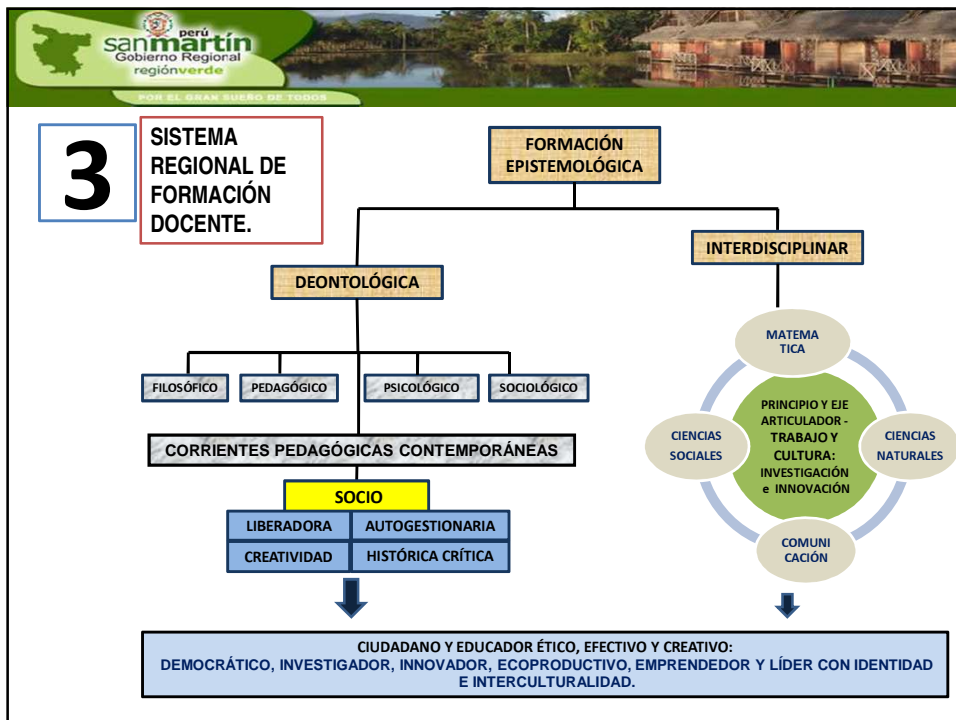 perú
sanmartín
Gobierno Regional
regiónverde
POR EL GRAN SUEÑO DE TODOS
3
SISTEMA
REGIONAL DE
FORMACIÓN
DOCENTE.
FORMACIÓN
EPISTEMOLÓGICA
DEONTOLÓGICA
INTERDISCIPLINAR
FILOSÓFICO
PEDAGÓGICO
PSICOLÓGICO
SOCIOLÓGICO
CORRIENTES PEDAGÓGICAS CONTEMPORÁNEAS
SOCIO
LIBERADORA
AUTOGESTIONARIA
CREATIVIDAD
HISTÓRICA CRÍTICA
MATEMA
TICA
CIENCIAS
SOCIALES
PRINCIPIO Y EJE
ARTICULADOR -
TRABAJO Y
CULTURA:
INVESTIGACIÓN
e INNOVACIÓN
CIENCIAS
NATURALES
COMUNI
CACIÓN
CIUDADANO Y EDUCADOR ÉTICO, EFECTIVO Y CREATIVO:
DEMOCRÁTICO, INVESTIGADOR, INNOVADOR, ECOPRODUCTIVO, EMPRENDEDOR Y LÍDER CON IDENTIDAD
E INTERCULTURALIDAD.